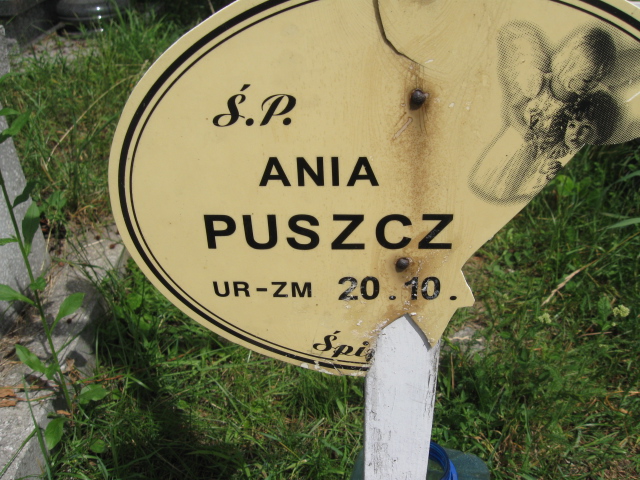 Ś.P.
ANIA
PUSZCZ
UR-ZM 20.10.